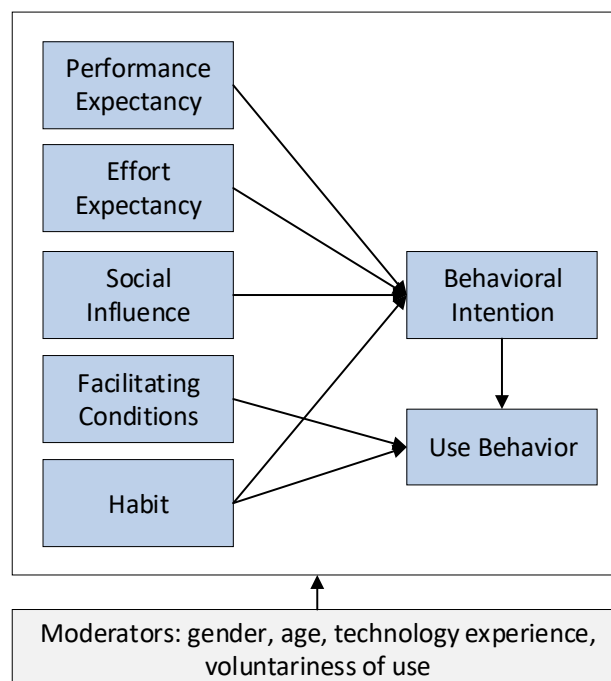 Performance
Expectancy
Effort
Expectancy
Social
Influence
Facilitating
Conditions
Habit
Behavioral
Intention
Use Behavior
Moderators: gender, age, technology experience,
voluntariness of use